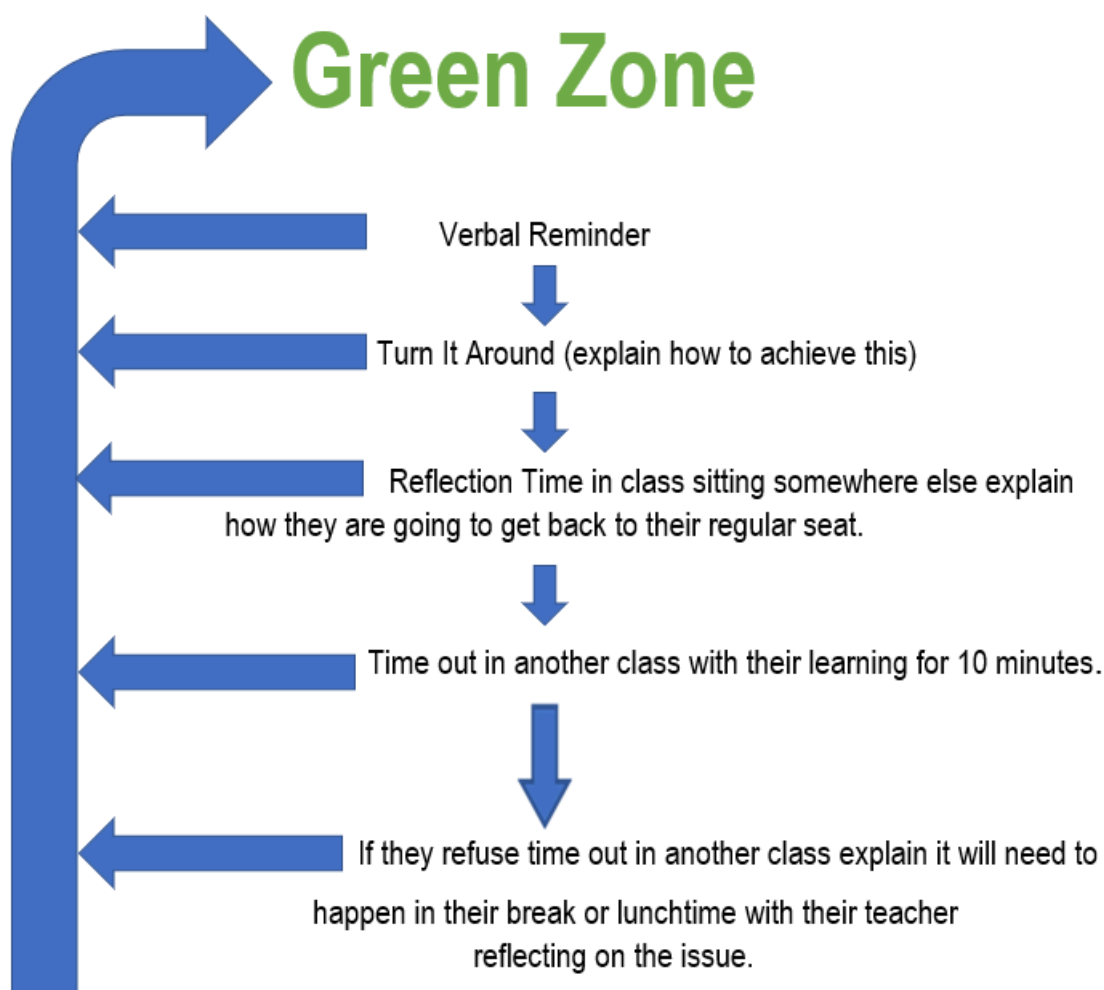 Green Zone
Verbal Reminder
Turn It Around (explain how to achieve this)
Reflection Time in class sitting somewhere else explain
how they are going to get back to their regular seat.
Time out in another class with their learning for 10 minutes.
If they refuse time out in another class explain it will need to
happen in their break or lunchtime with their teacher
reflecting on the issue.